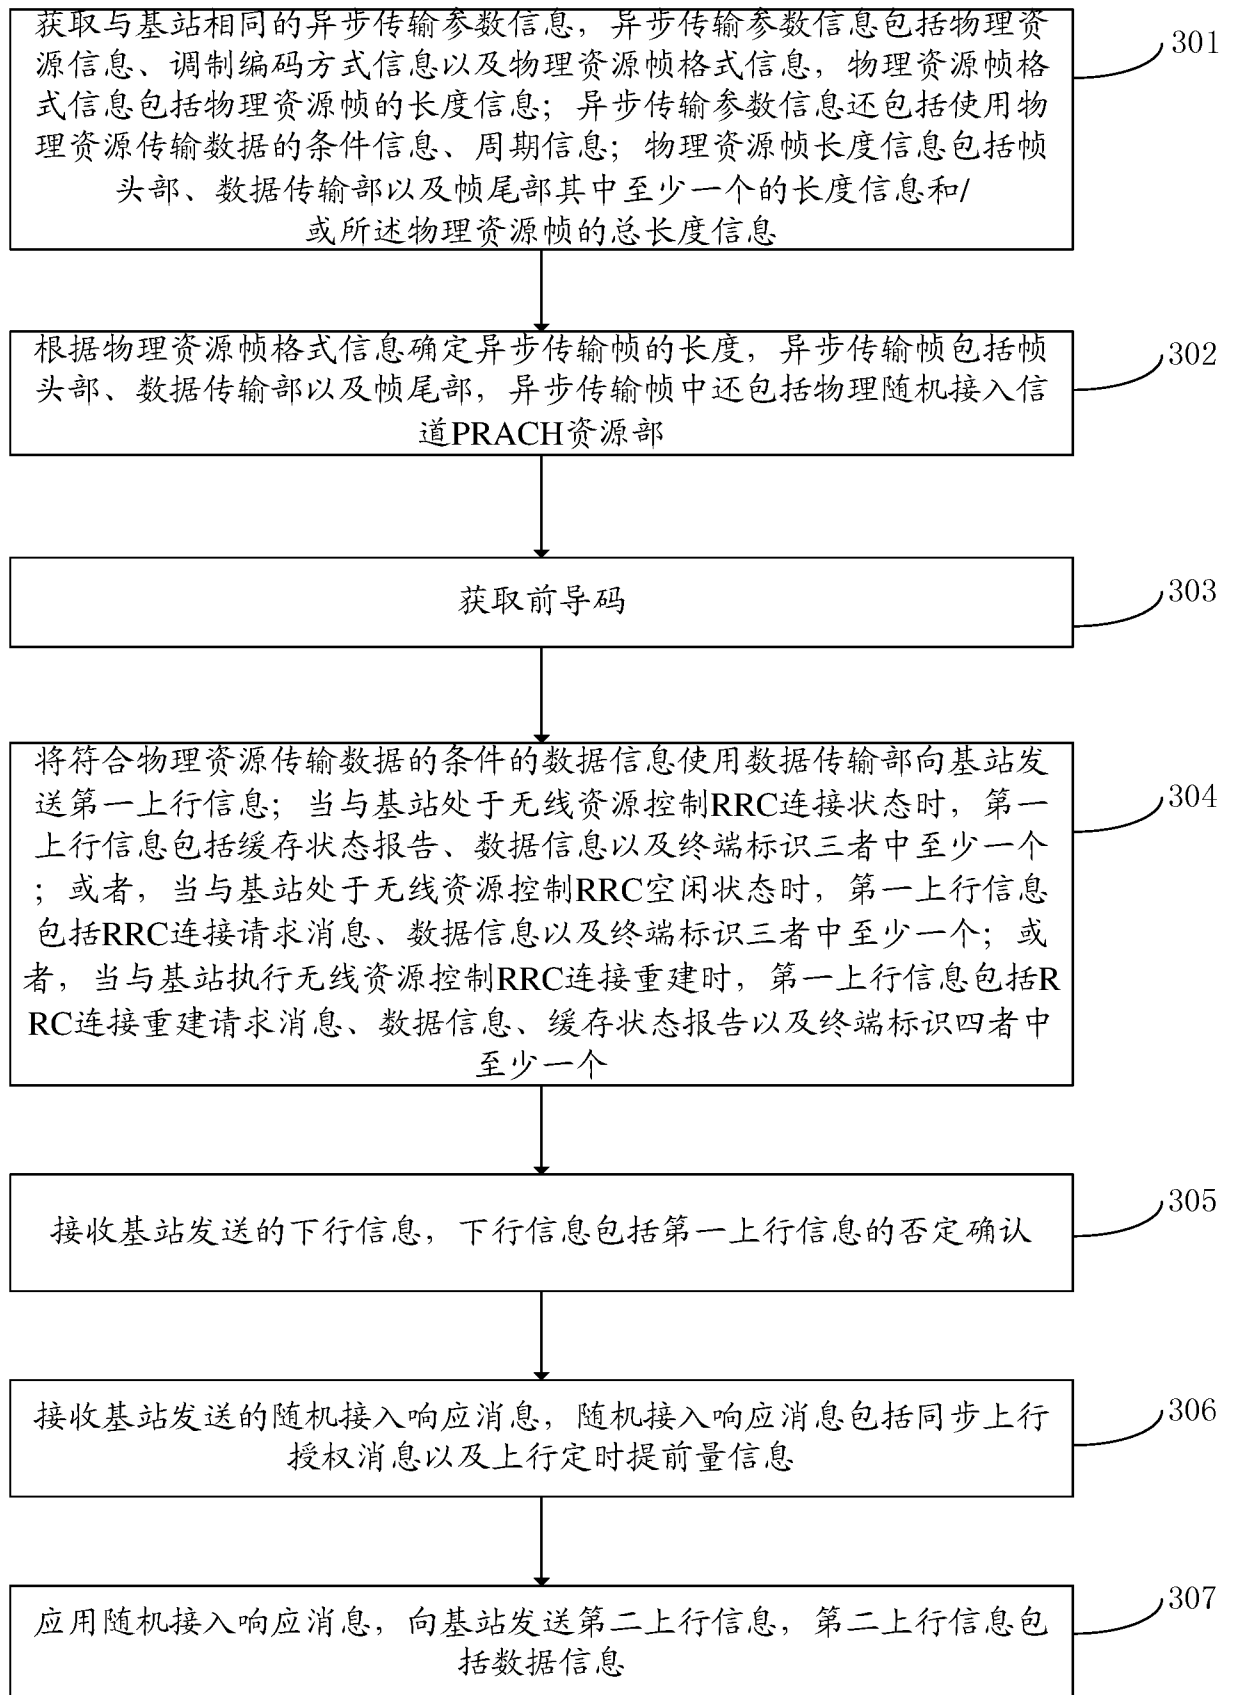 获取与基站相同的异步传输参数信息，异步传输参数信息包括物理资
源信息、调制编码方式信息以及物理资源帧格式信息，物理资源帧格
式信息包括物理资源帧的长度信息；异步传输参数信息还包括使用物
理资源传输数据的条件信息、周期信息；物理资源帧长度信息包括帧
头部、数据传输部以及帧尾部其中至少一个的长度信息和/
或所述物理资源帧的总长度信息
301
根据物理资源帧格式信息确定异步传输帧的长度，异步传输帧包括帧
头部、数据传输部以及帧尾部，异步传输帧中还包括物理随机接入信
道PRACH资源部
302
获取前导码
303
将符合物理资源传输数据的条件的数据信息使用数据传输部向基站发
送第一上行信息；当与基站处于无线资源控制RRC连接状态时，第一
上行信息包括缓存状态报告、数据信息以及终端标识三者中至少一个
；或者，当与基站处于无线资源控制RRC空闲状态时，第一上行信息
包括RRC连接请求消息、数据信息以及终端标识三者中至少一个；或
者，当与基站执行无线资源控制RRC连接重建时，第一上行信息包括R
RC连接重建请求消息、数据信息、缓存状态报告以及终端标识四者中
至少一个
304
接收基站发送的下行信息，下行信息包括第一上行信息的否定确认
305
接收基站发送的随机接入响应消息，随机接入响应消息包括同步上行
授权消息以及上行定时提前量信息
306
应用随机接入响应消息，向基站发送第二上行信息，第二上行信息包
括数据信息
307